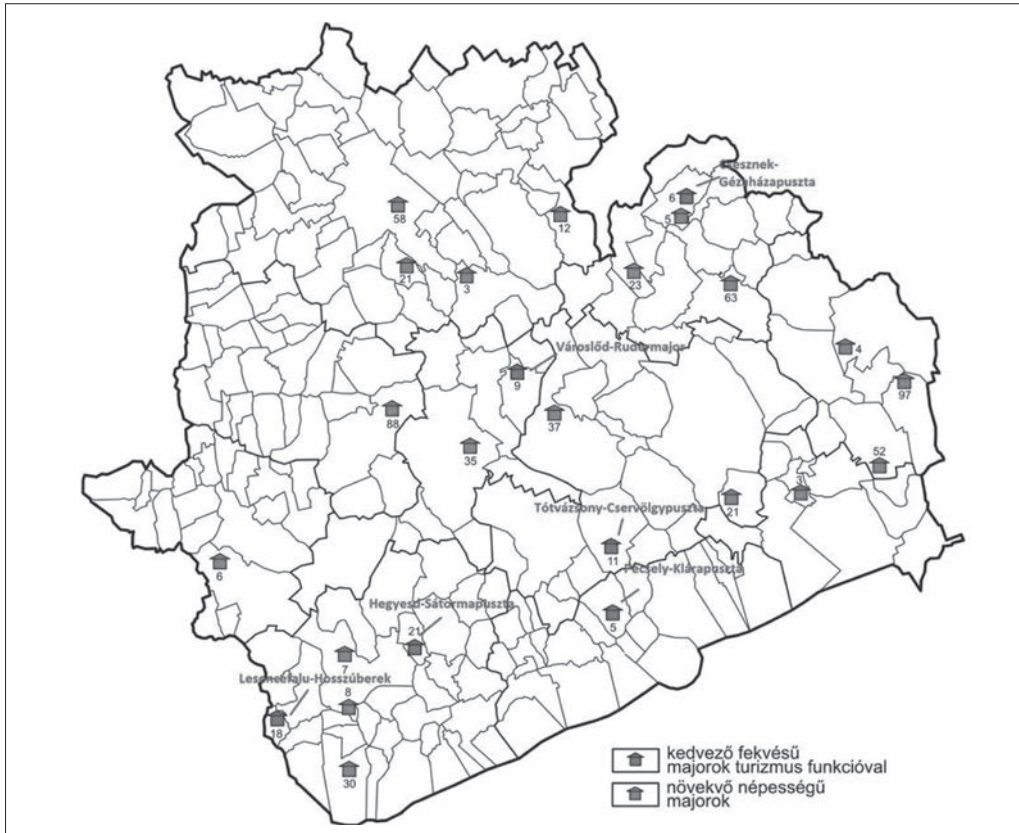 Csesznek-
Gézaházapuszta
6
5
58
12
21
3
23
63
4
Városlőd-Rudolfmajor
9
97
88
37
35
52
3
21
Tótvázsony-Cservölgypuszta
11
6
Pécsely-Klárapuszta
5
Hegyesd-Sátormapuszta
21
7
Lesencefalu-Hosszúberek
8
18
30
kedvező fekvésű
majorok turizmus funkcióval
növekvő népességű
majorok